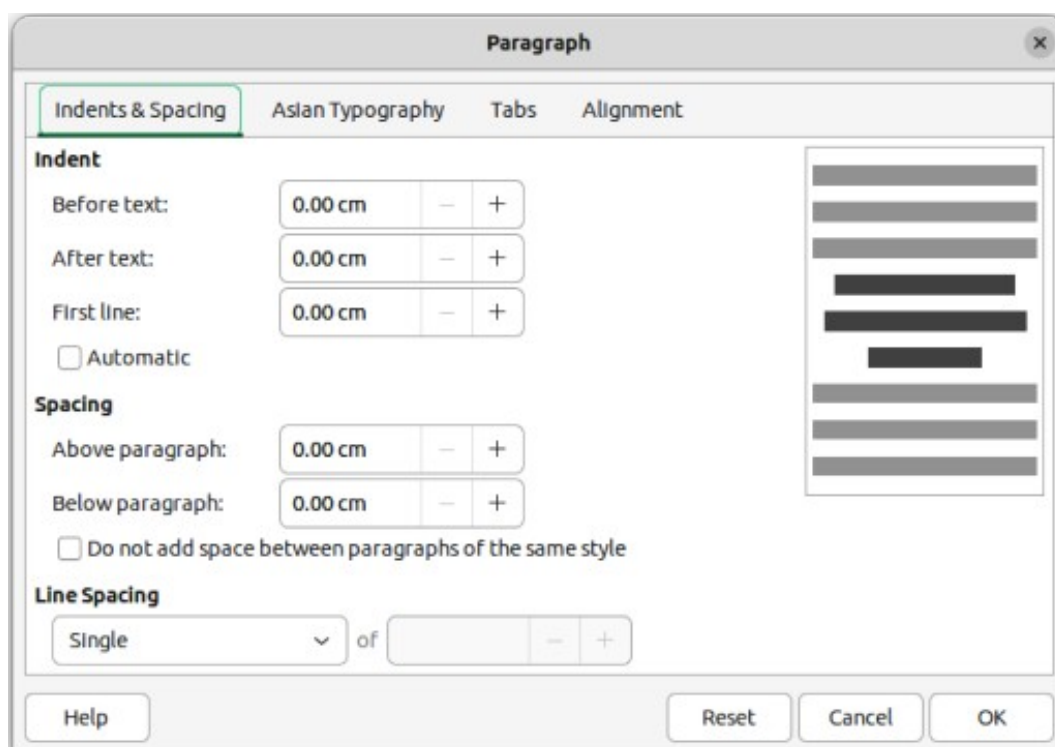 Paragraph
Indents & Spacing Asian Typography Tabs Alignment
Indent
Before text: 0.00 cm
After text: 0.00 cm
First line: 0.00 cm
Automatic
Spacing
Above paragraph: 0.00 cm
Below paragraph: 0.00 cm
Do not add space between paragraphs of the same style
Line Spacing
Single of
Help Reset Cancel OK